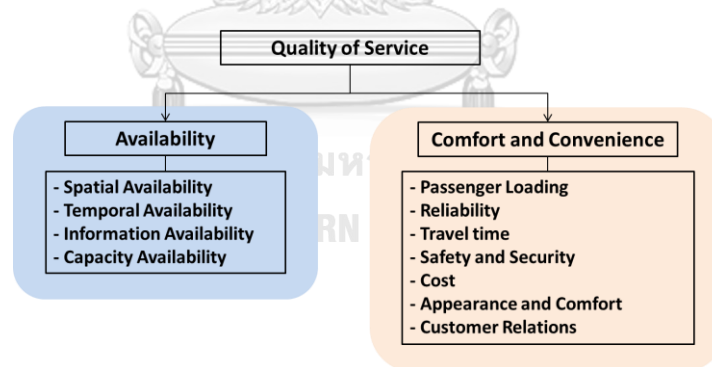 Quality of Service
Availability
- Spatial Availability
- Temporal Availability
- Information Availability
- Capacity Availability
Comfort and Convenience
- Passenger Loading
- Reliability
- Travel time
- Safety and Security
- Cost
- Appearance and Comfort
- Customer Relations